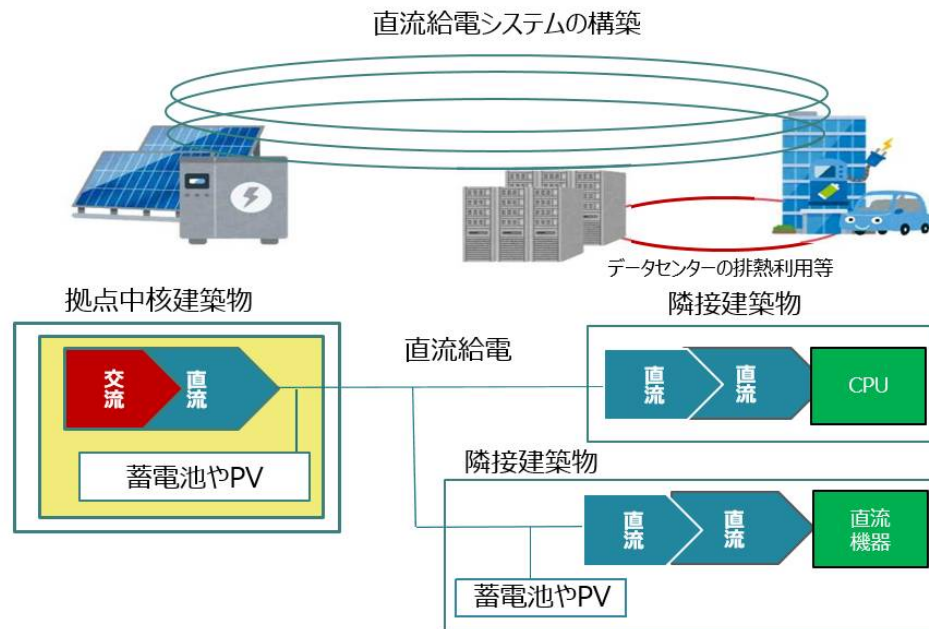 直流給電システムの構築
データセンターの排熱利用等
拠点中核建築物
隣接建築物
直流給電
交流
直流
直流
直流
CPU
蓄電池やPV
隣接建築物
直流
直流
直流
機器
蓄電池やPV